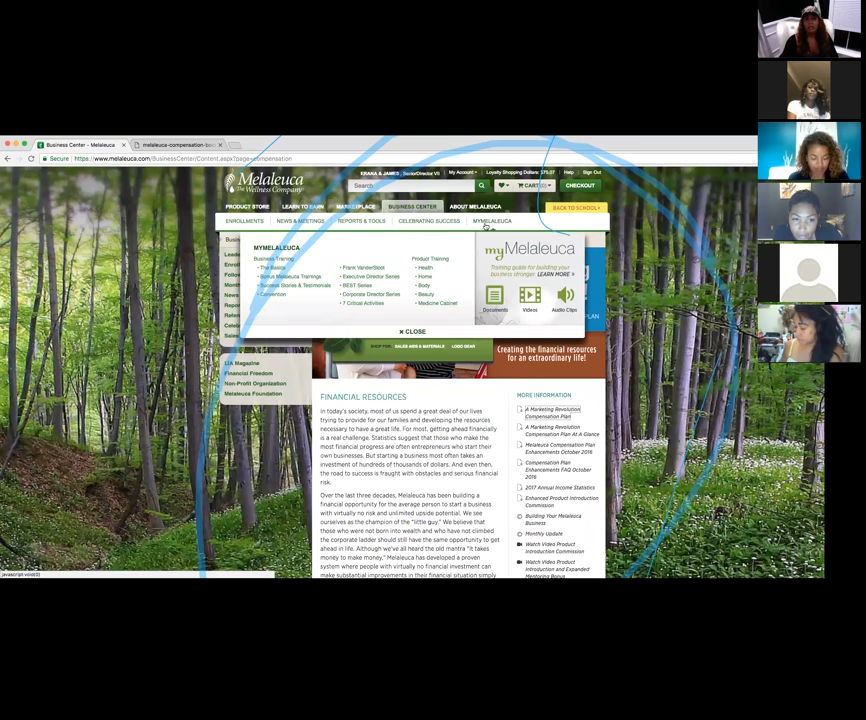 Business Center - Melaleuca
Secure https://www.melaleuca.com/BusinessCenter/Content.aspx?page=compensation
Melaleuca
The Wellness Company
My Account Loyalty Shopping Dollars: Help Sign Out
Search
CART CHECKOUT
PRODUCT STORE LEARN TO EARN MARKETPLACE BUSINESS CENTER ABOUT MELALEUCA
BACK TO SCHOOL
ENROLLMENTS NEWS & MEETINGS REPORTS & TOOLS CELEBRATING SUCCESS MYMELALEUCA
MYMELALEUCA
Business Training
• The Basics
• Bonus Melaleuca Trainings
• Success Stories & Testimonials
• Convention
• Frank VanderSloot
• Executive Director Series
• BEST Series
• Corporate Director Series
• 7 Critical Activities
Product Training
• Health
• Home
• Body
• Beauty
• Medicine Cabinet
myMelaleuca
Training guide for building your
business stronger. LEARN MORE >
Documents Videos Audio Clips
PLAN
× CLOSE
SHOP FOR: SALES AIDS & MATERIALS LOGO GEAR
Creating the financial resources
for an extraordinary life!
LIA Magazine
Financial Freedom
Non-Profit Organization
Melaleuca Foundation
FINANCIAL RESOURCES
In today's society, most of us spend a great deal of our lives
trying to provide for our families and developing the resources
necessary to have a great life. For most, getting ahead financially
is a real challenge. Statistics suggest that those who make the
most financial progress are often entrepreneurs who start their
own businesses. But starting a business most often takes an
investment of hundreds of thousands of dollars. And even then,
the road to success is fraught with obstacles and serious financial
risk.
Over the last three decades, Melaleuca has been building a
financial opportunity for the average person to start a business
with virtually no risk and unlimited upside potential. We see
ourselves as the champion of the "little guy." We believe that
those who were not born into wealth and who have not climbed
the corporate ladder should still have the same opportunity to get
ahead in life. Although we've all heard the old mantra "it takes
money to make money," Melaleuca has developed a proven
system where people with virtually no financial investment can
make substantial improvements in their financial situation simply
MORE INFORMATION
A Marketing Revolution
Compensation Plan
A Marketing Revolution
Compensation Plan At A Glance
Melaleuca Compensation Plan
Enhancements October 2016
Compensation Plan
Enhancements FAQ October
2016
2017 Annual Income Statistics
Enhanced Product Introduction
Commission
Building Your Melaleuca
Business
Monthly Update
Watch Video Product
Introduction Commission
Watch Video Product
Introduction and Expanded
Mentoring Bonus
javascript:void(0)